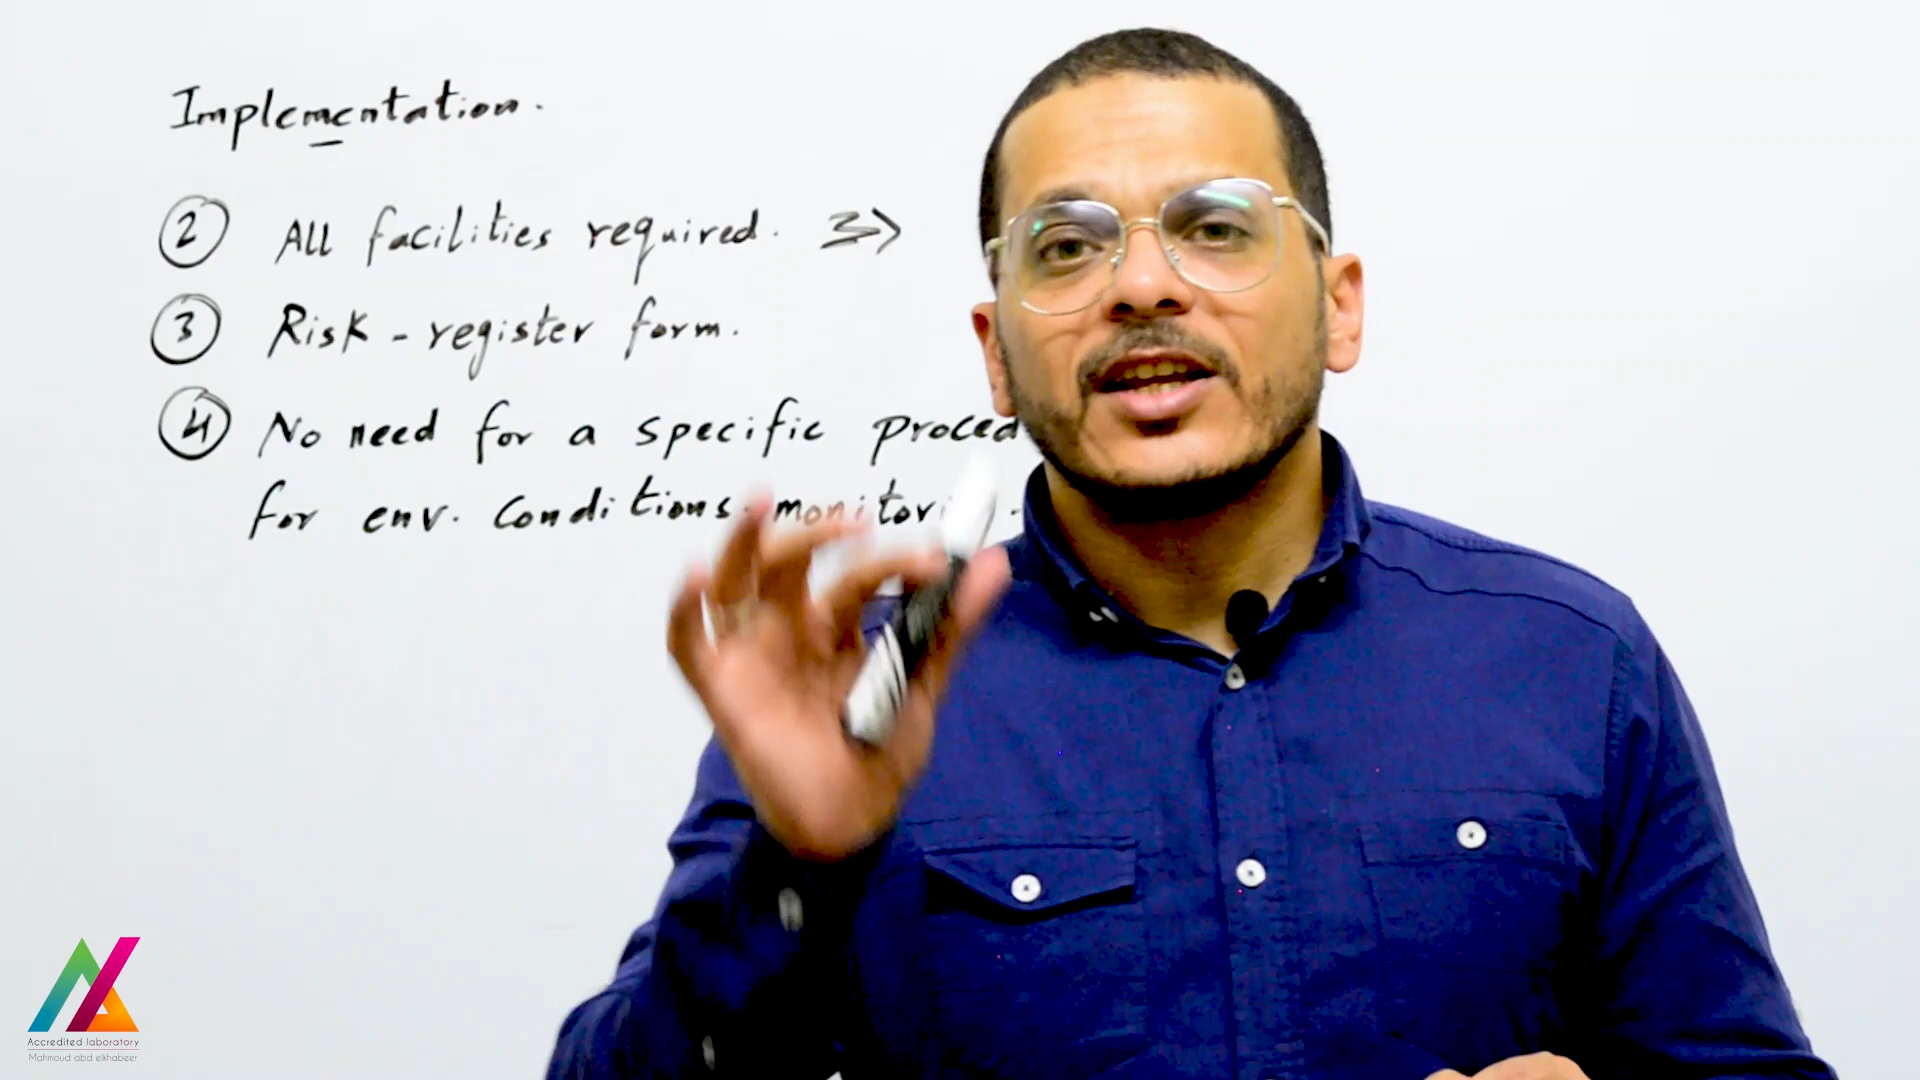 Implementation.
2 All facilities required. =>
3 Risk - register form.
4 No need for a specific
for env. conditions
Accredited laboratory
Mahmoud abd elkhabeer